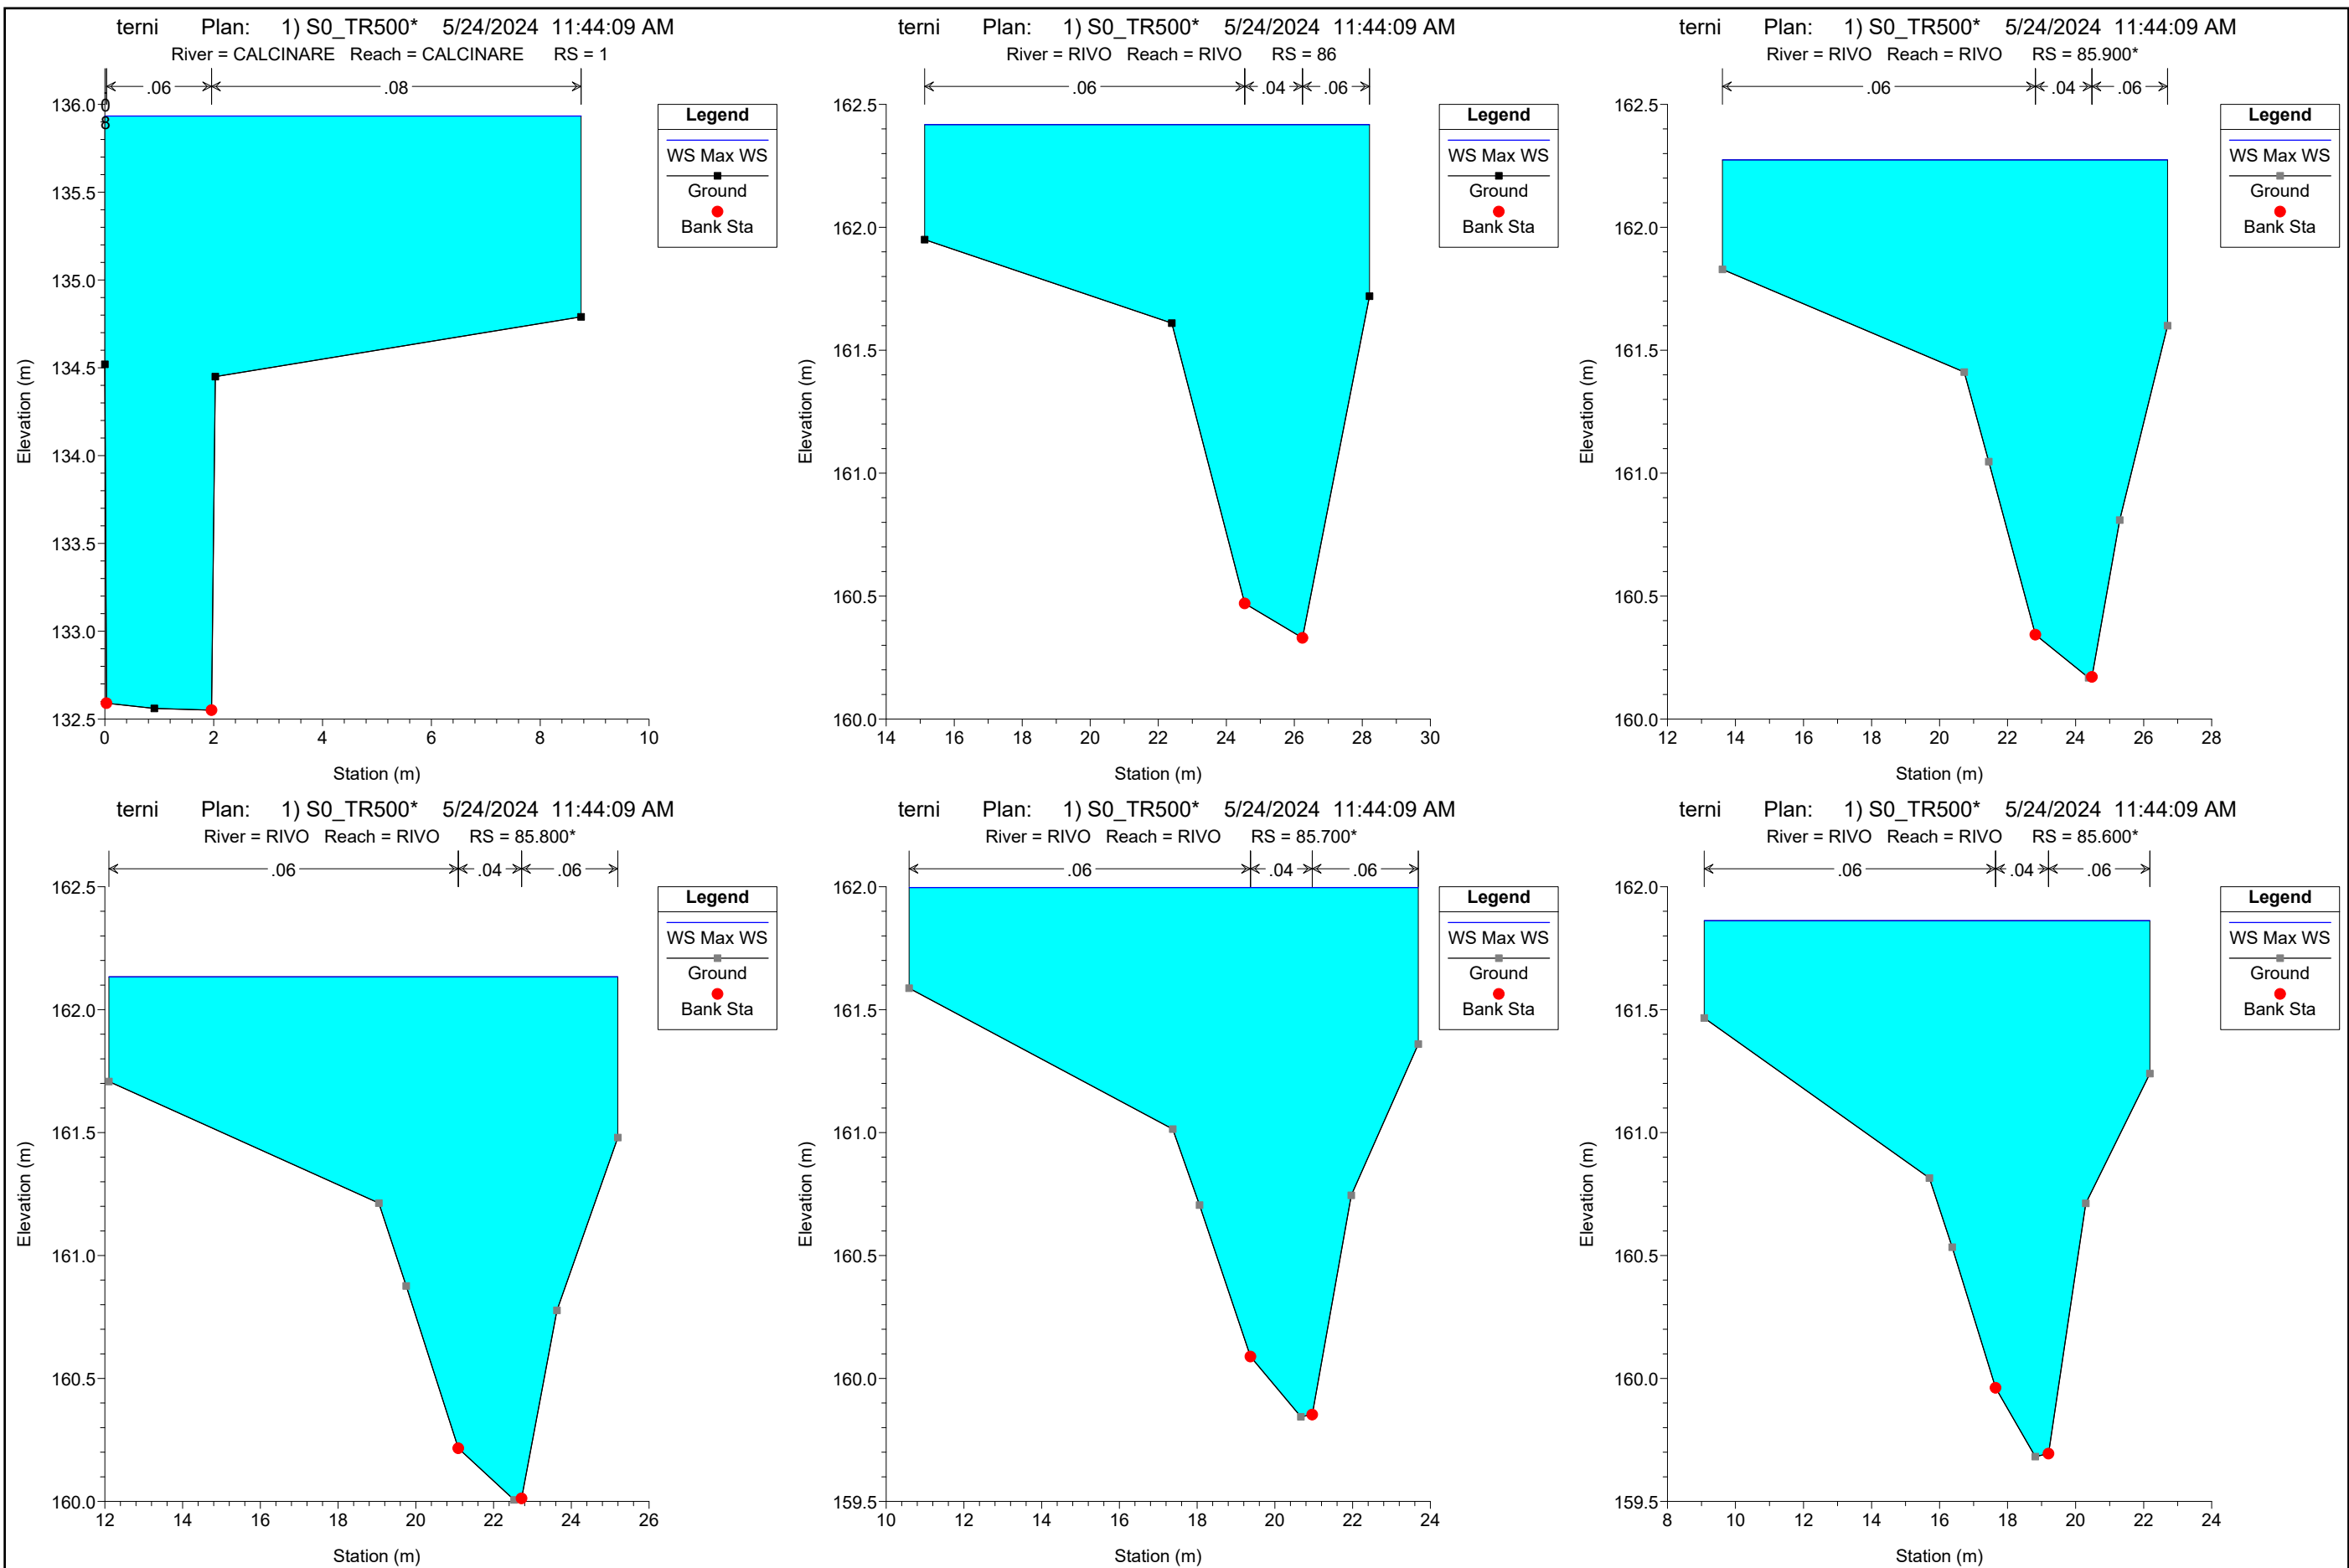 terni Plan: 1) S0_TR500* 5/24/2024 11:44:09 AM
River = CALCINARE Reach = CALCINARE RS = 1
.06 .08
.08
136.0
135.5
135.0
134.5
134.0
133.5
133.0
132.5
Elevation (m)
0 2 4 6 8 10
Station (m)
Legend
WS Max WS
Ground
Bank Sta
terni Plan: 1) S0_TR500* 5/24/2024 11:44:09 AM
River = RIVO Reach = RIVO RS = 86
.06 .04 .06
162.5
162.0
161.5
161.0
160.5
160.0
Elevation (m)
14 16 18 20 22 24 26 28 30
Station (m)
Legend
WS Max WS
Ground
Bank Sta
terni Plan: 1) S0_TR500* 5/24/2024 11:44:09 AM
River = RIVO Reach = RIVO RS = 85.900*
.06 .04 .06
162.5
162.0
161.5
161.0
160.5
160.0
Elevation (m)
12 14 16 18 20 22 24 26 28
Station (m)
Legend
WS Max WS
Ground
Bank Sta
terni Plan: 1) S0_TR500* 5/24/2024 11:44:09 AM
River = RIVO Reach = RIVO RS = 85.800*
.06 .04 .06
162.5
162.0
161.5
161.0
160.5
160.0
Elevation (m)
12 14 16 18 20 22 24 26
Station (m)
Legend
WS Max WS
Ground
Bank Sta
terni Plan: 1) S0_TR500* 5/24/2024 11:44:09 AM
River = RIVO Reach = RIVO RS = 85.700*
.06 .04 .06
162.0
161.5
161.0
160.5
160.0
159.5
Elevation (m)
10 12 14 16 18 20 22 24
Station (m)
Legend
WS Max WS
Ground
Bank Sta
terni Plan: 1) S0_TR500* 5/24/2024 11:44:09 AM
River = RIVO Reach = RIVO RS = 85.600*
.06 .04 .06
162.0
161.5
161.0
160.5
160.0
159.5
Elevation (m)
8 10 12 14 16 18 20 22 24
Station (m)
Legend
WS Max WS
Ground
Bank Sta